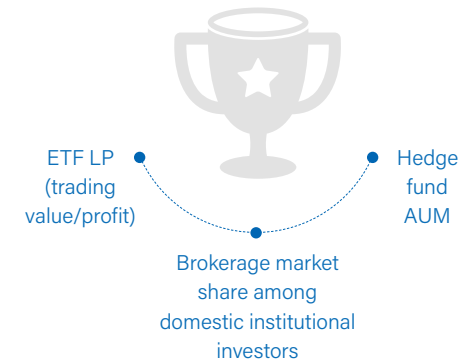 ETF LP
(trading
value/profit)
Hedge
fund
AUM
Brokerage market
share among
domestic institutional
investors